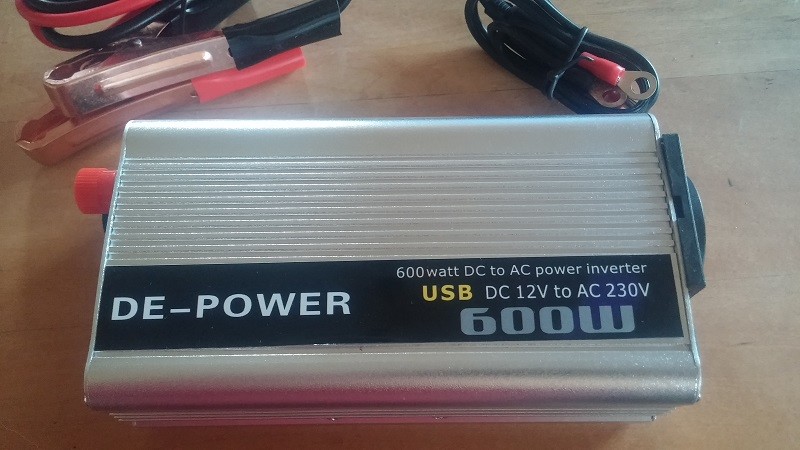 600watt DC to AC power inverter
USB DC 12V to AC 230V
DE-POWER
600W